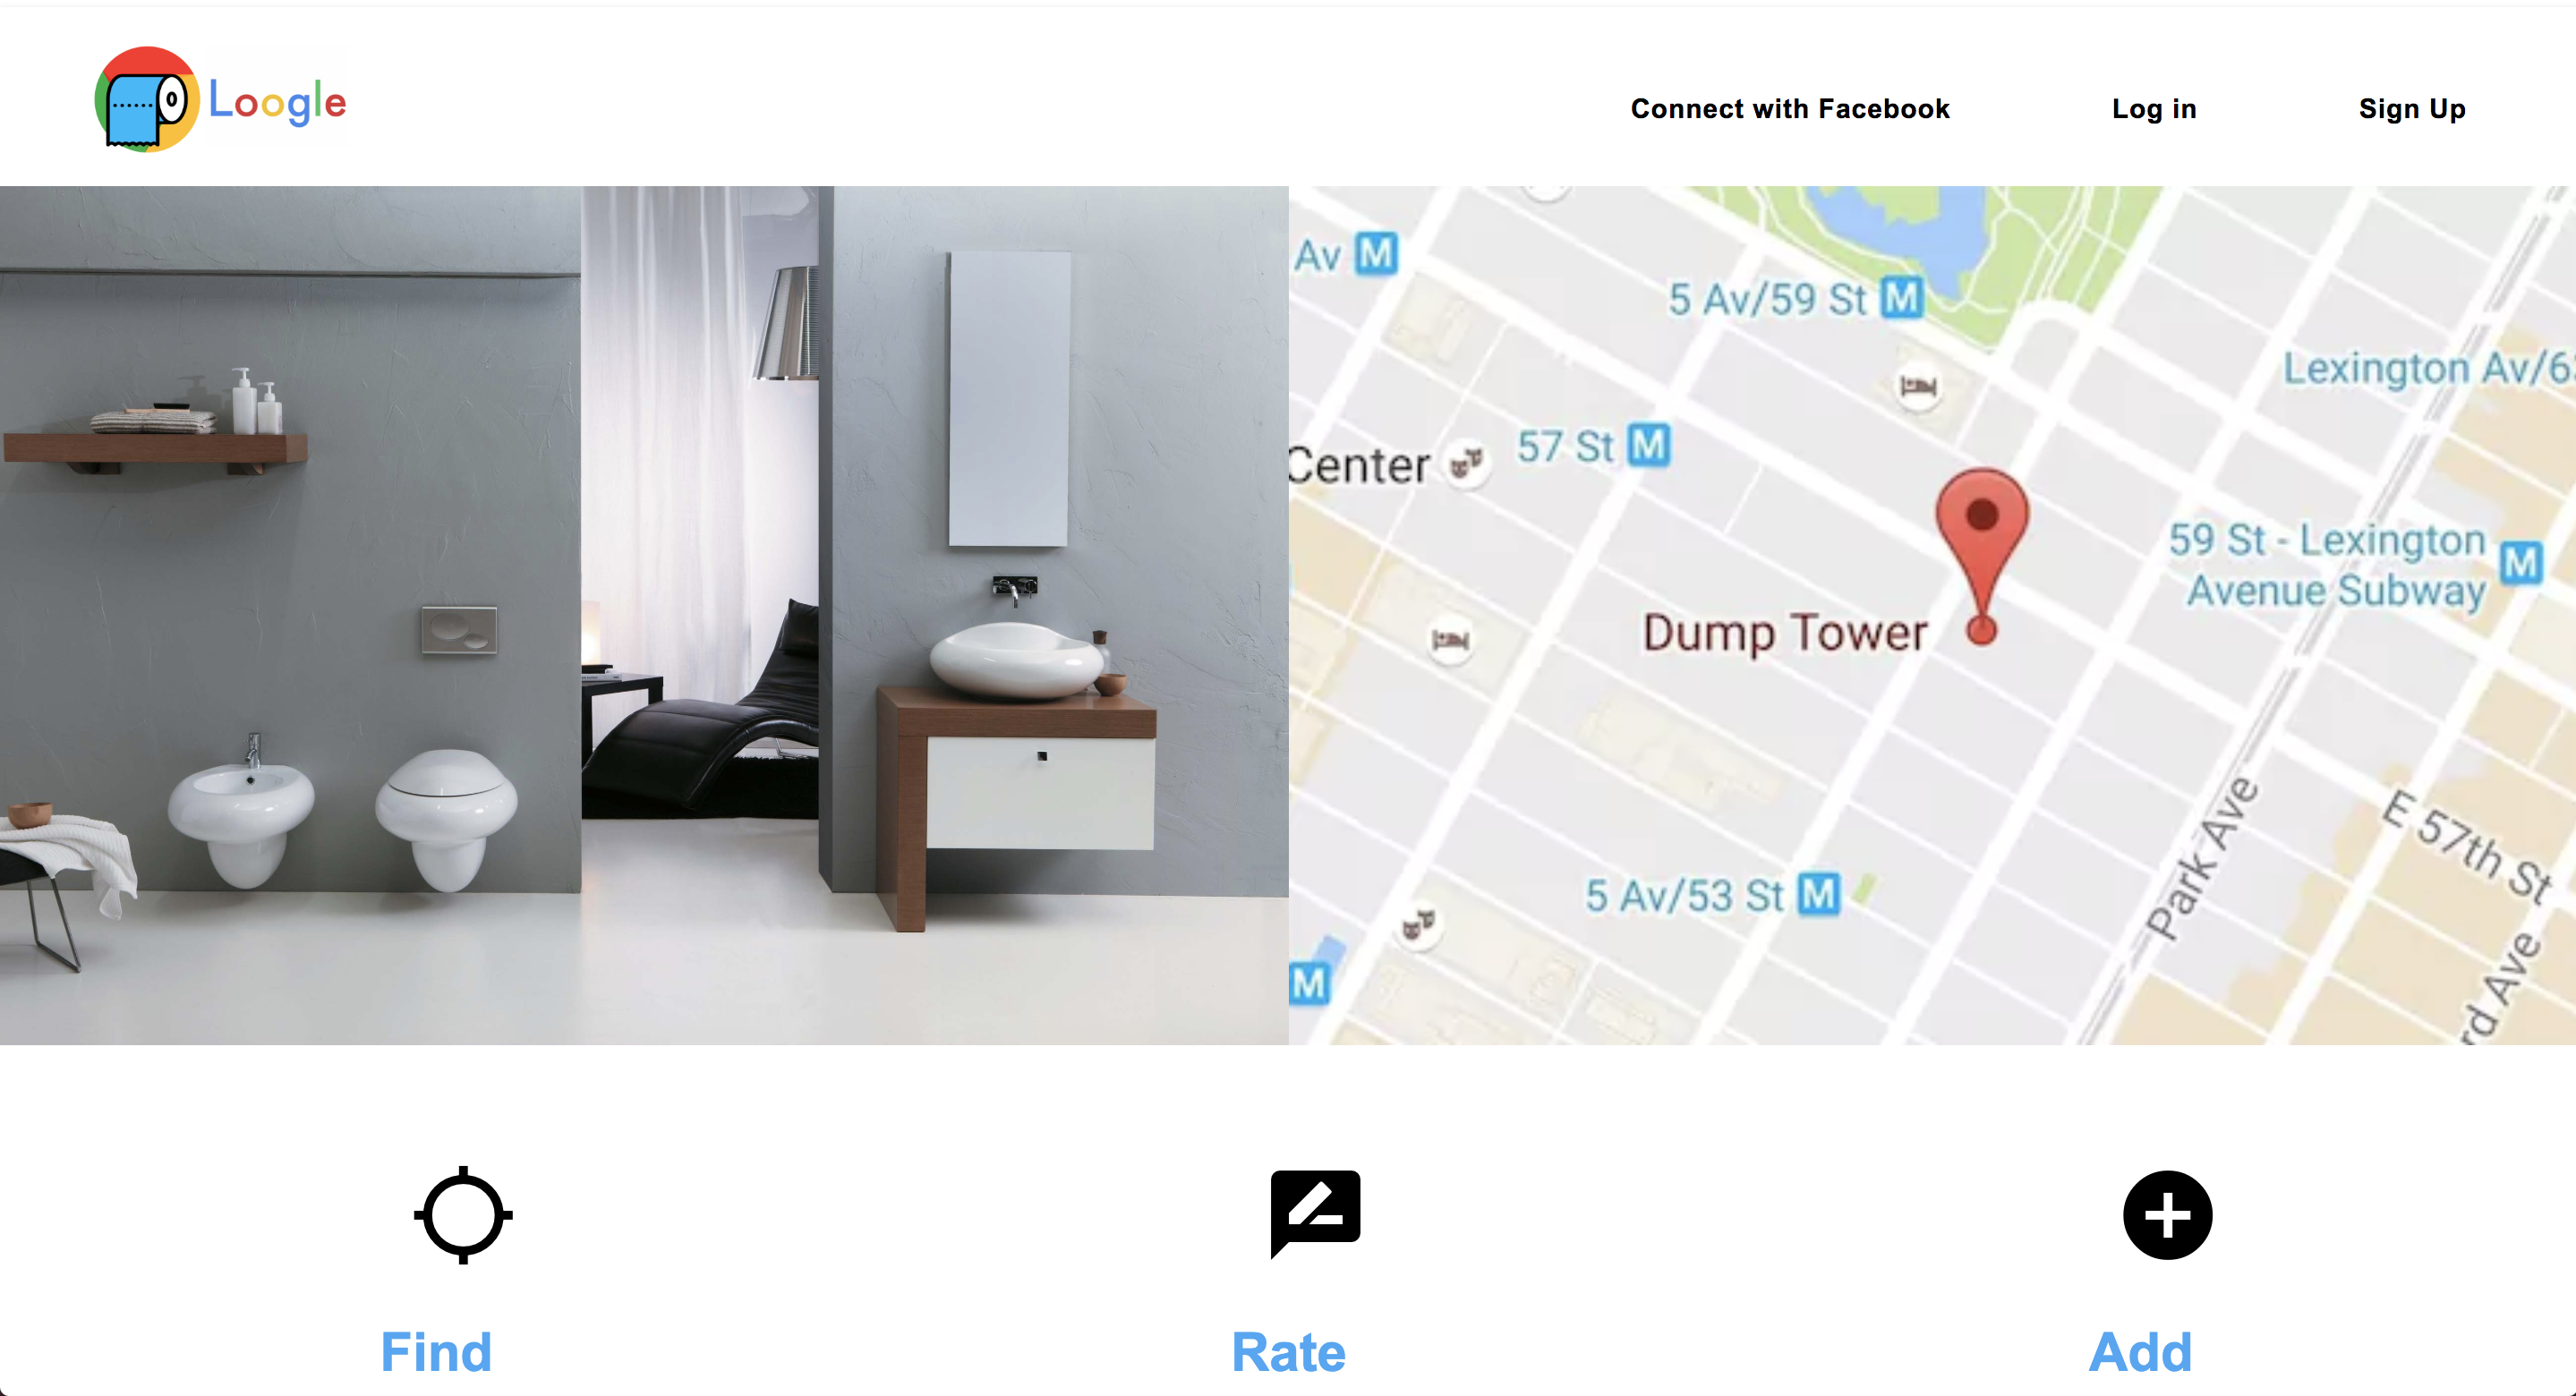 Loogle
Connect with Facebook
Log in
Sign Up
Av M
5 Av/59 St M
Lexington Av/6
Center
57 St M
59 St - Lexington
Avenue Subway M
Dump Tower
5 Av/53 St M
Park Ave
E 57th St
rd Ave
M
Find
Rate
Add